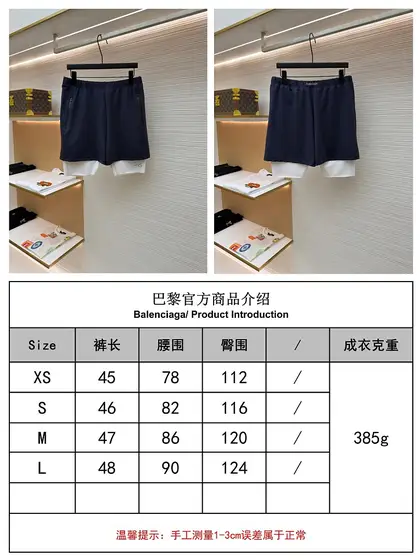 巴黎官方商品介绍
Balenciaga/ Product Introduction
Size 裤长 腰围 臀围 / 成衣克重
XS 45 78 112 /
S 46 82 116 /
M 47 86 120 / 385g
L 48 90 124 /
温馨提示：手工测量1-3cm误差属于正常